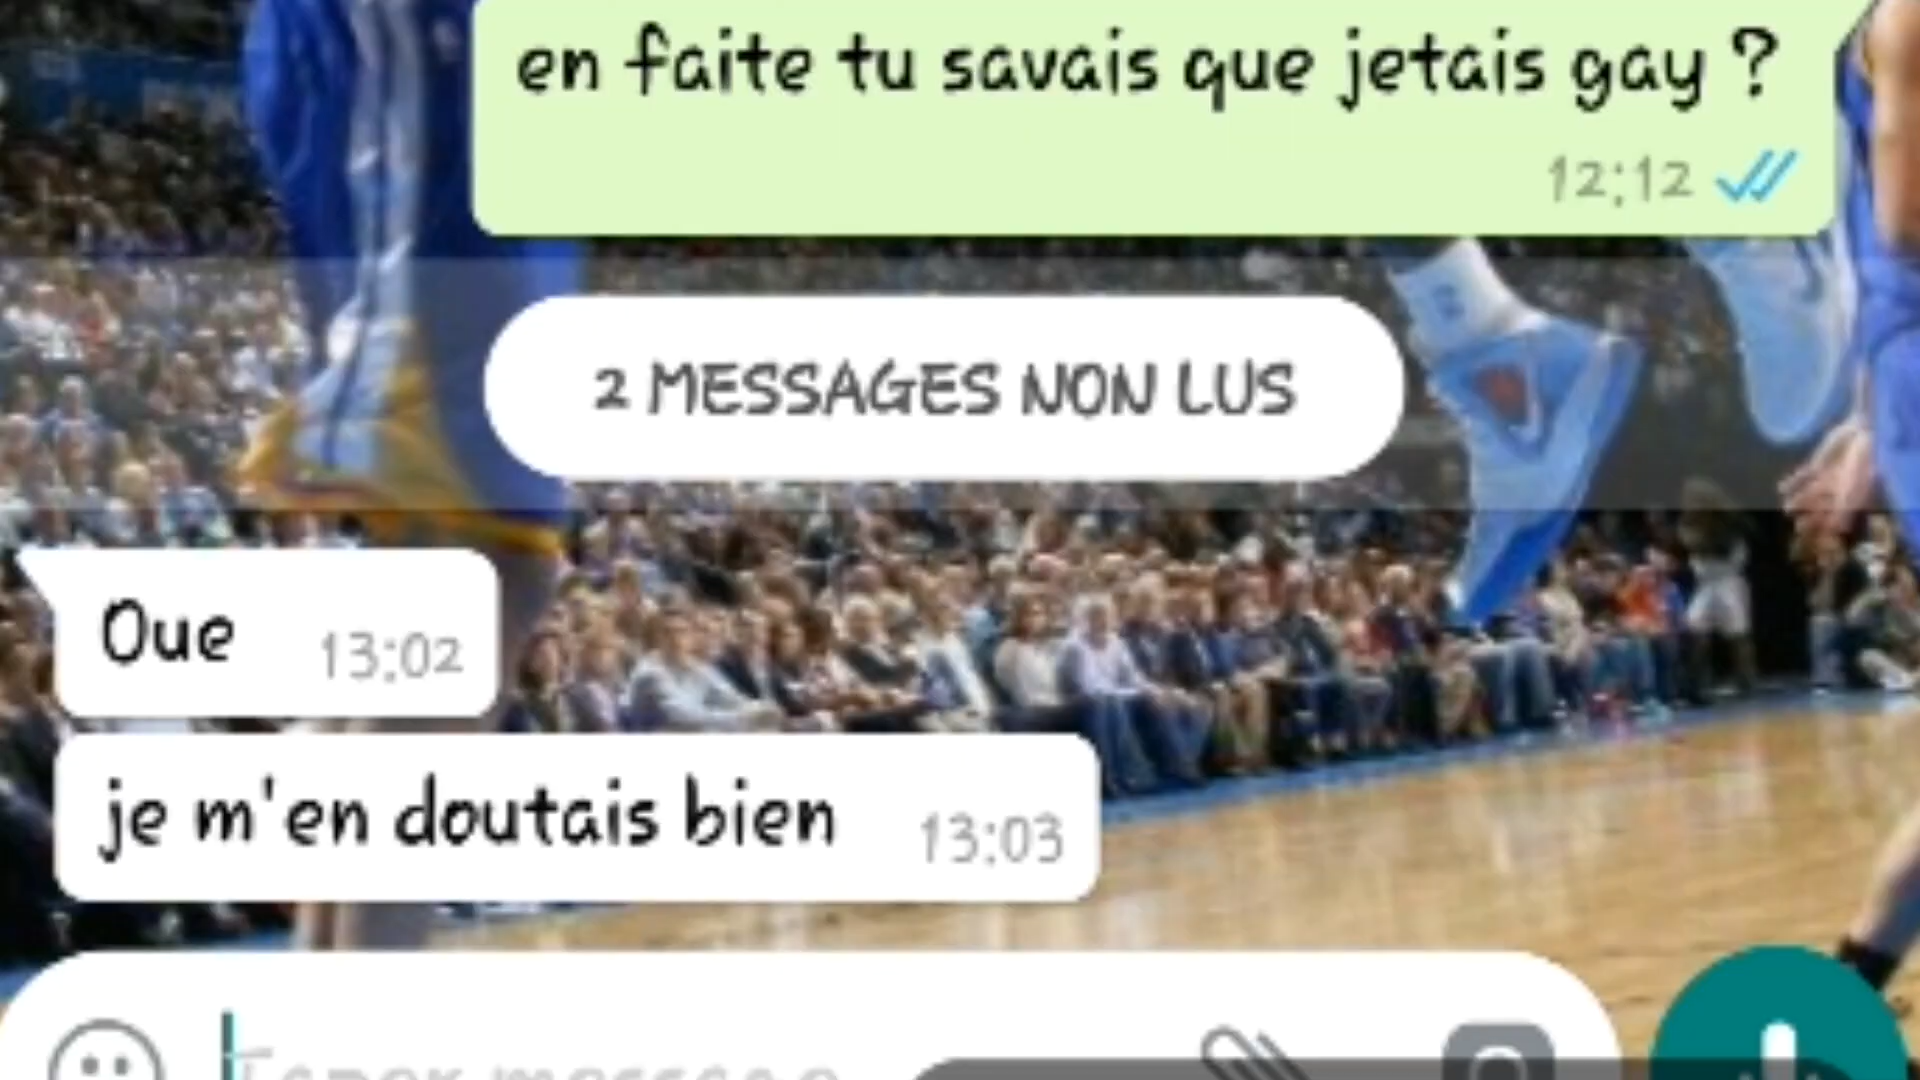 en faite tu savais que jetais gay ?
12:12
2 MESSAGES NON LUS
Oue 13:02
je m'en doutais bien 13:03